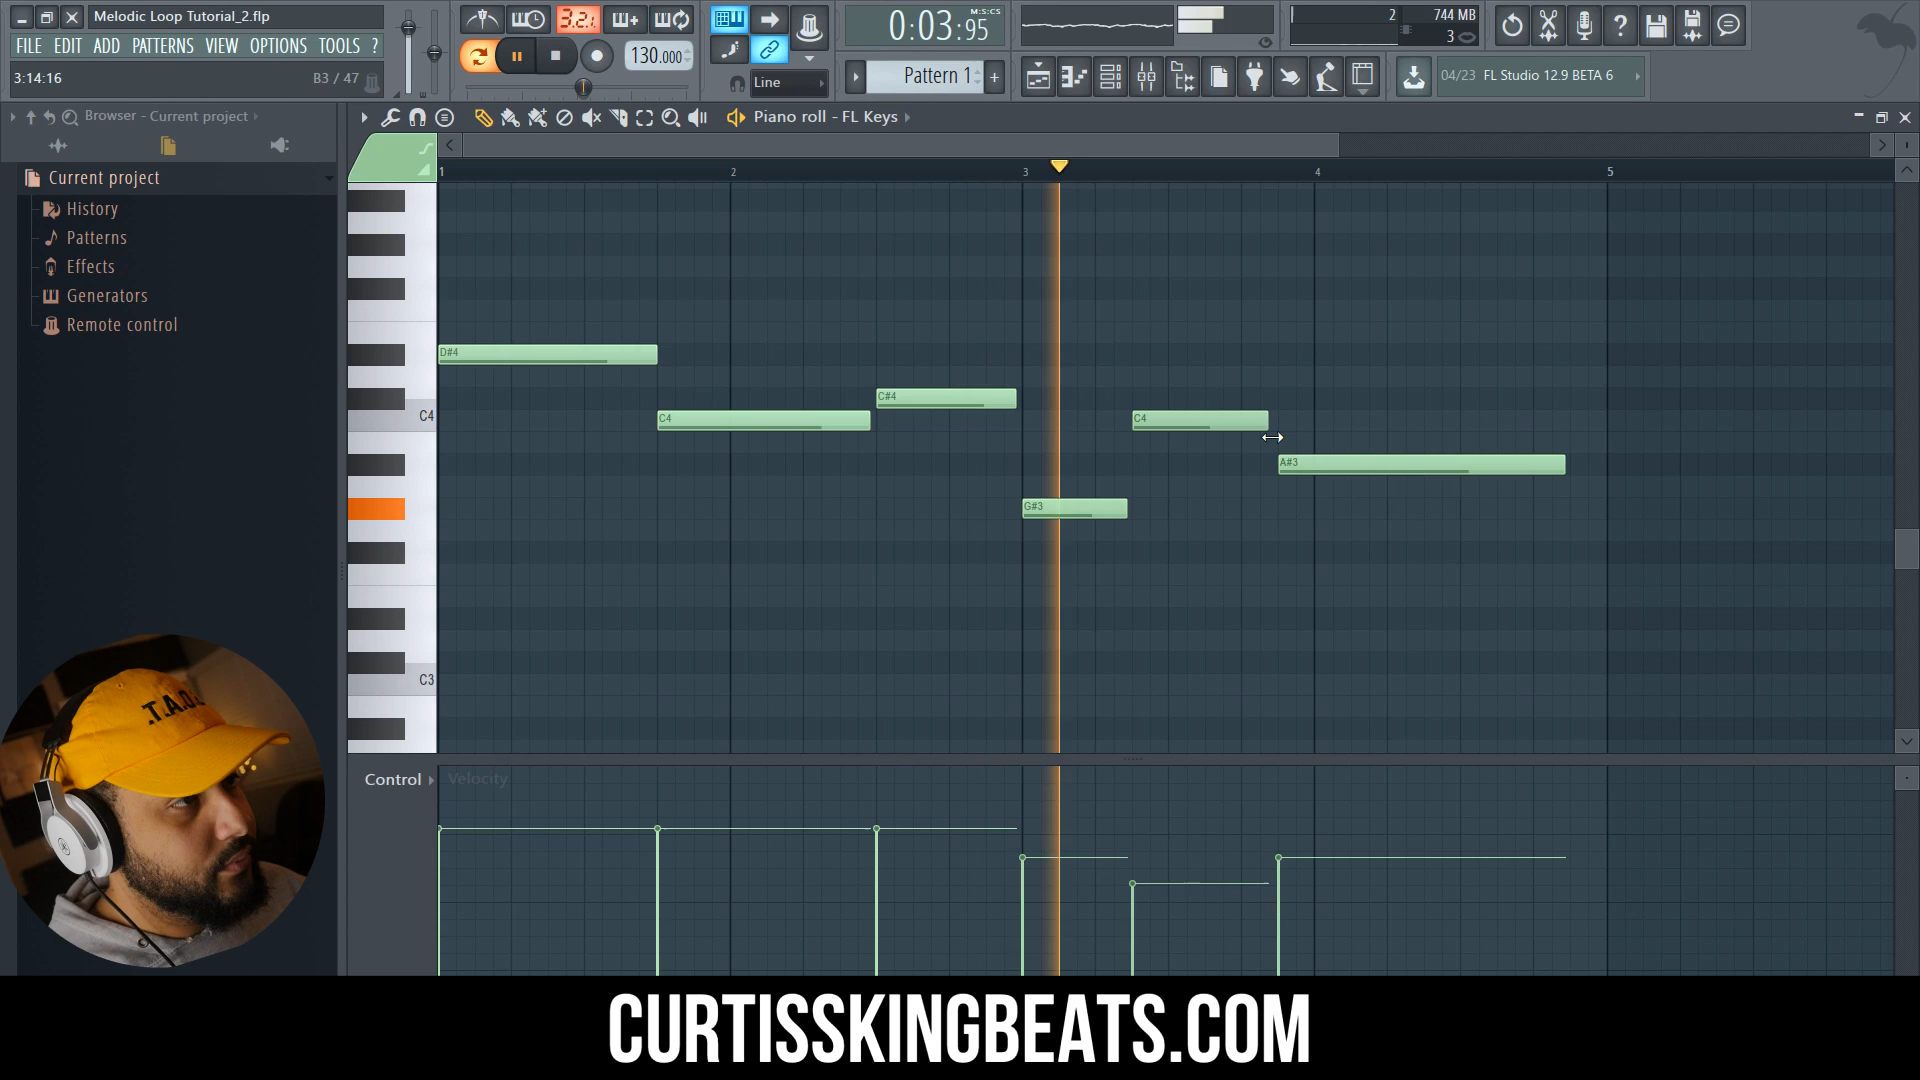 Melodic Loop Tutorial_2.flp
FILE EDIT ADD PATTERNS VIEW OPTIONS TOOLS ?
3:14:16 B3 / 47
3.2.1
130.000
Line
0:03:95 M:S:CS
Pattern 1
2 744 MB
3
04/23 FL Studio 12.9 BETA 6
Browser - Current project
Current project
History
Patterns
Effects
Generators
Remote control
Piano roll - FL Keys
1 2 3 4 5
D#4
C#4
C4
C4
C4
A#3
G#3
C3
Control
Velocity
CURTISSKINGBEATS.COM